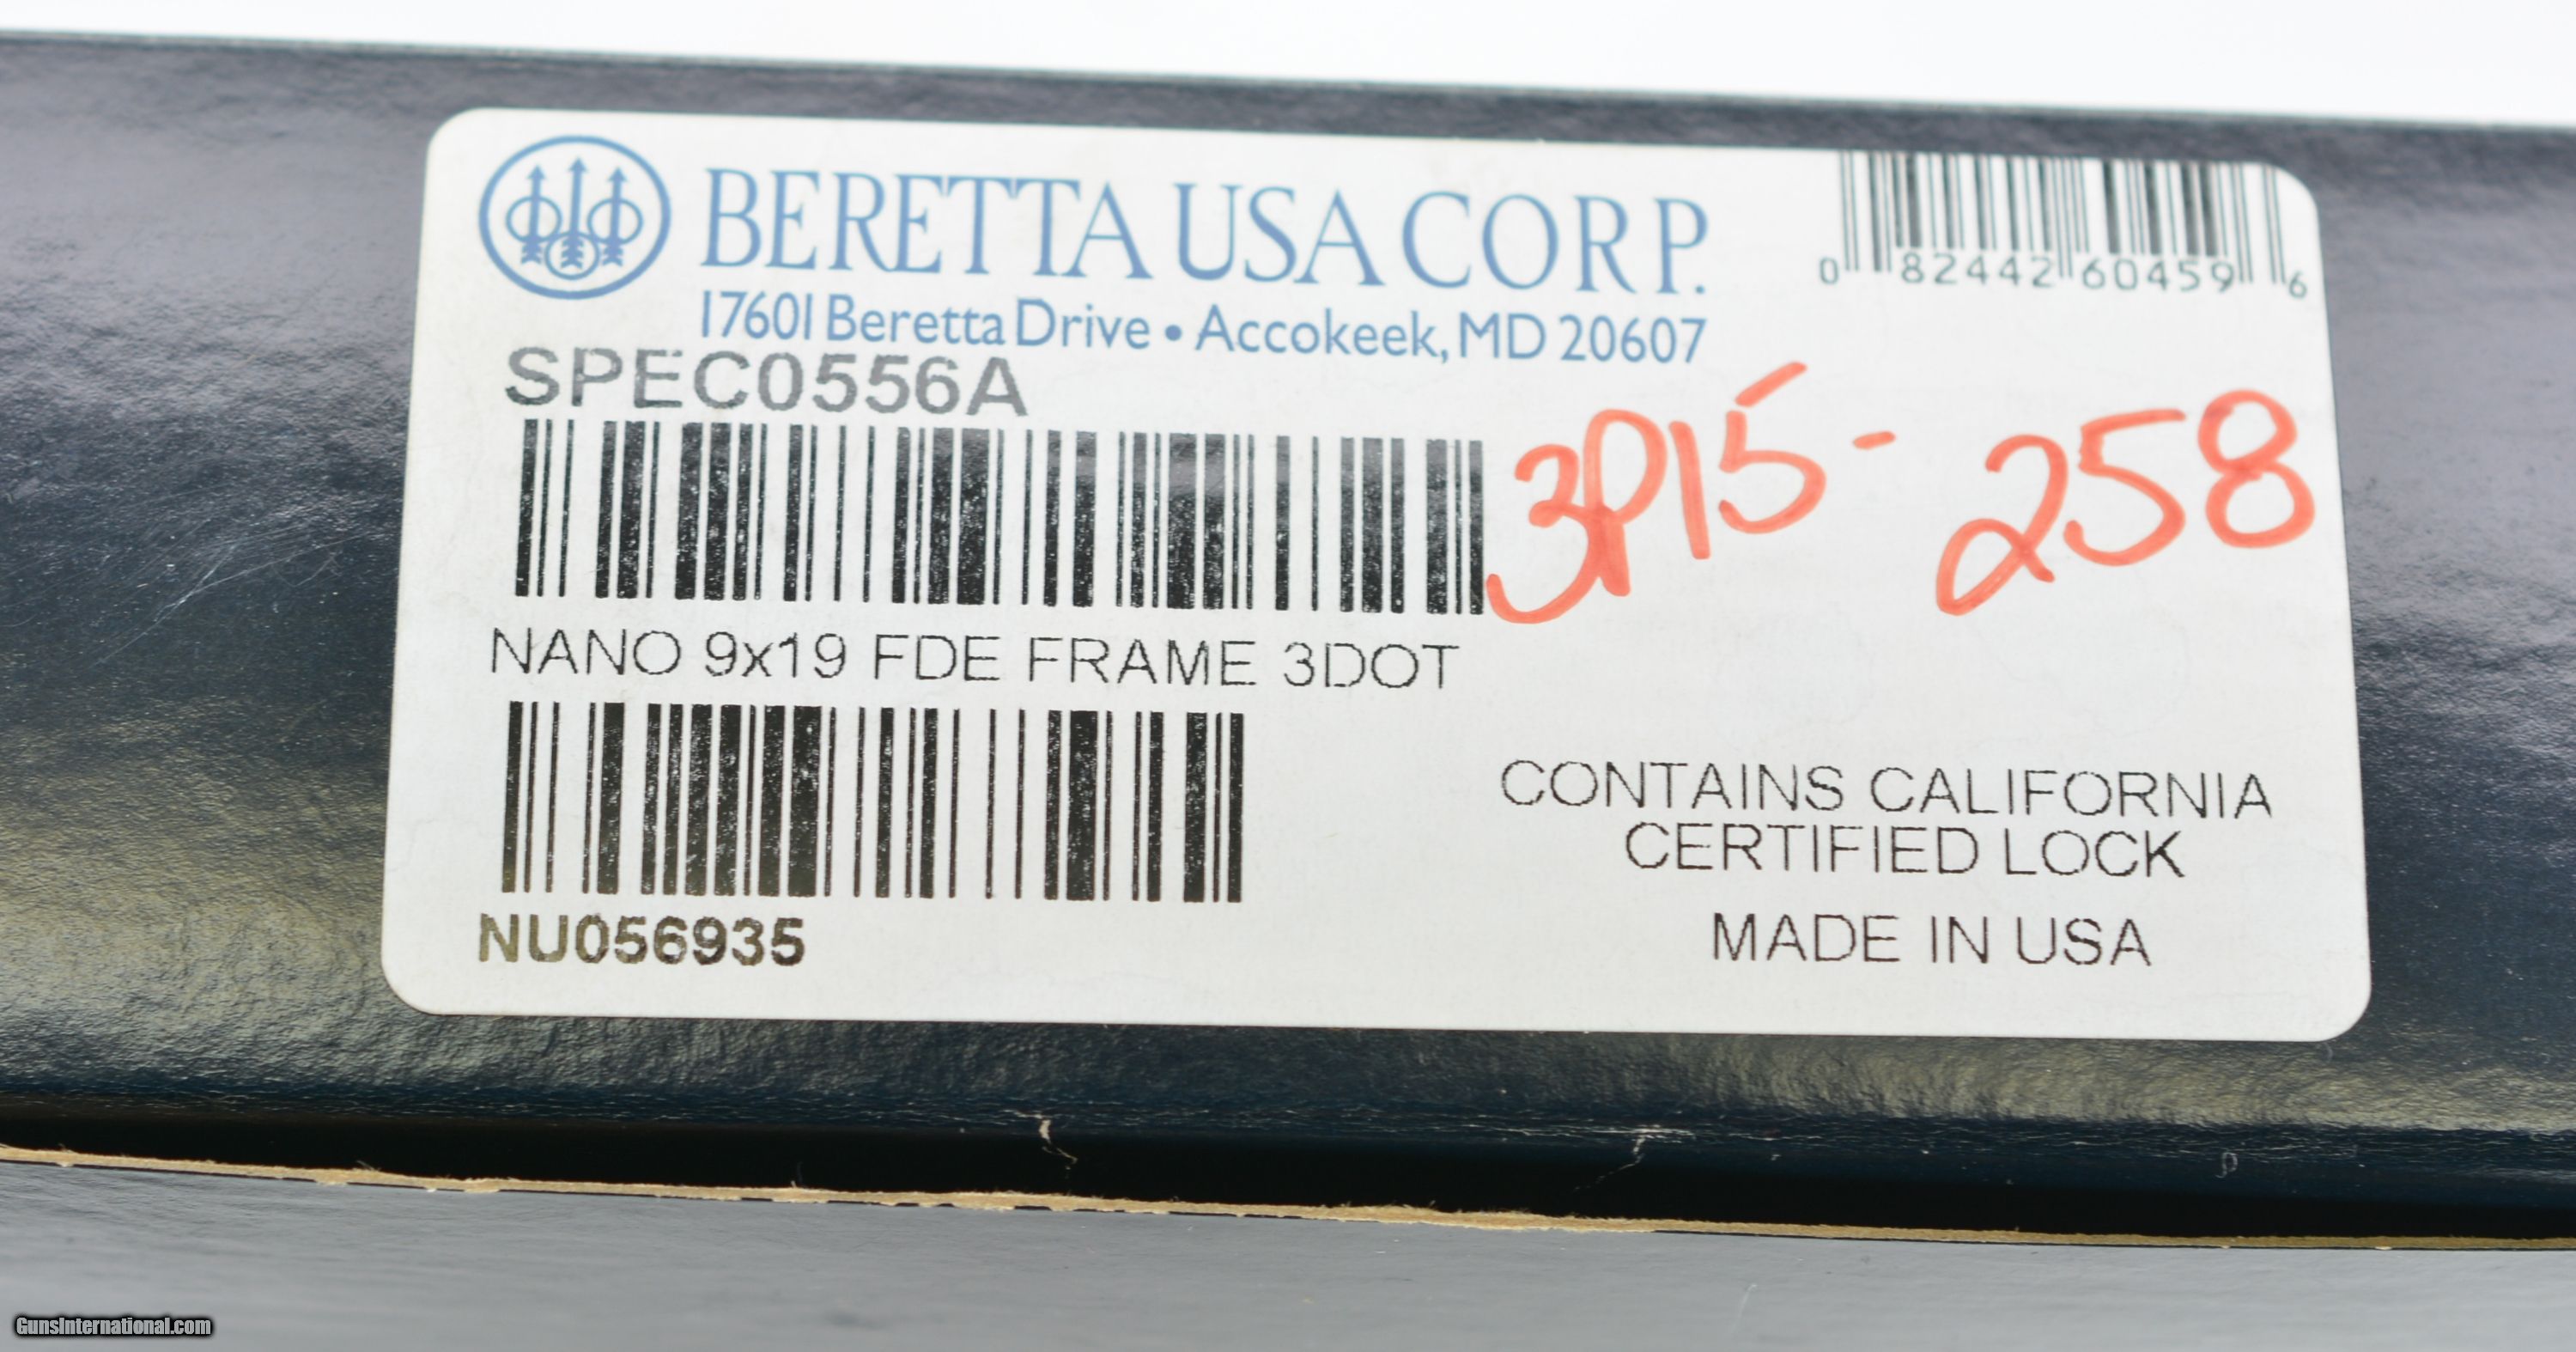 BERETTA USA CORP.
17601 Beretta Drive • Accokeek, MD 20607
0 82442 60459 6
SPEC0556A
3P15-258
NANO 9x19 FDE FRAME 3DOT
CONTAINS CALIFORNIA
CERTIFIED LOCK
MADE IN USA
NU056935
GunsInternational.com